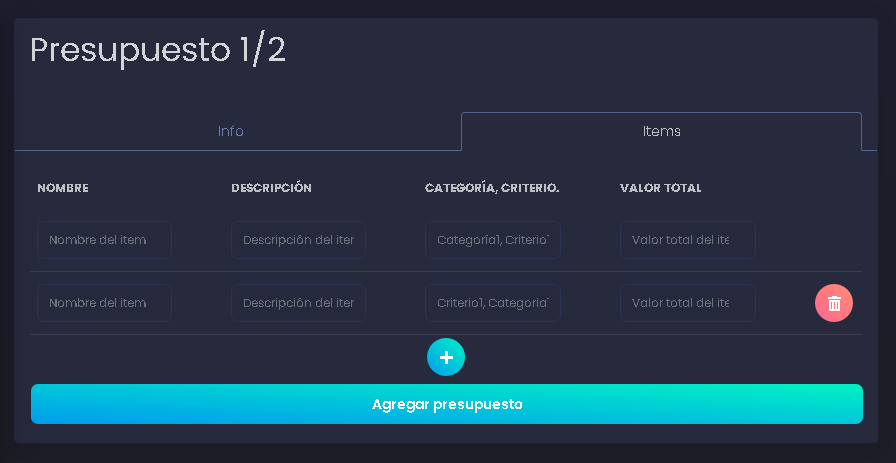 Presupuesto 1/2
Info Items
NOMBRE DESCRIPCIÓN CATEGORÍA, CRITERIO. VALOR TOTAL
Nombre del item Descripción del iter Categoría1, Criterio1 Valor total del ite
Nombre del item Descripción del iter Criterio1, Categoria1 Valor total del ite
+
Agregar presupuesto